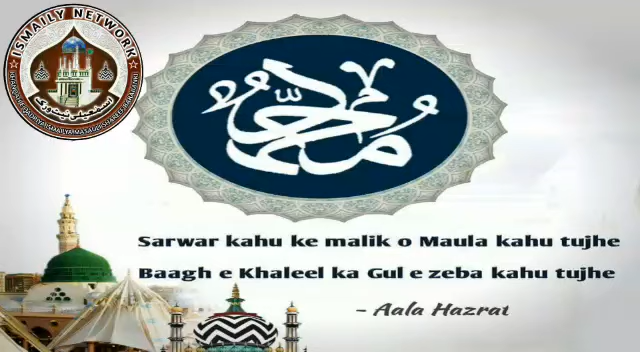 ISMAILY NETWORK
محمد
Sarwar kahu ke malik o Maula kahu tujhe
Baagh e Khaleel ka Gul e zeba kahu tujhe
- Aala Hazrat